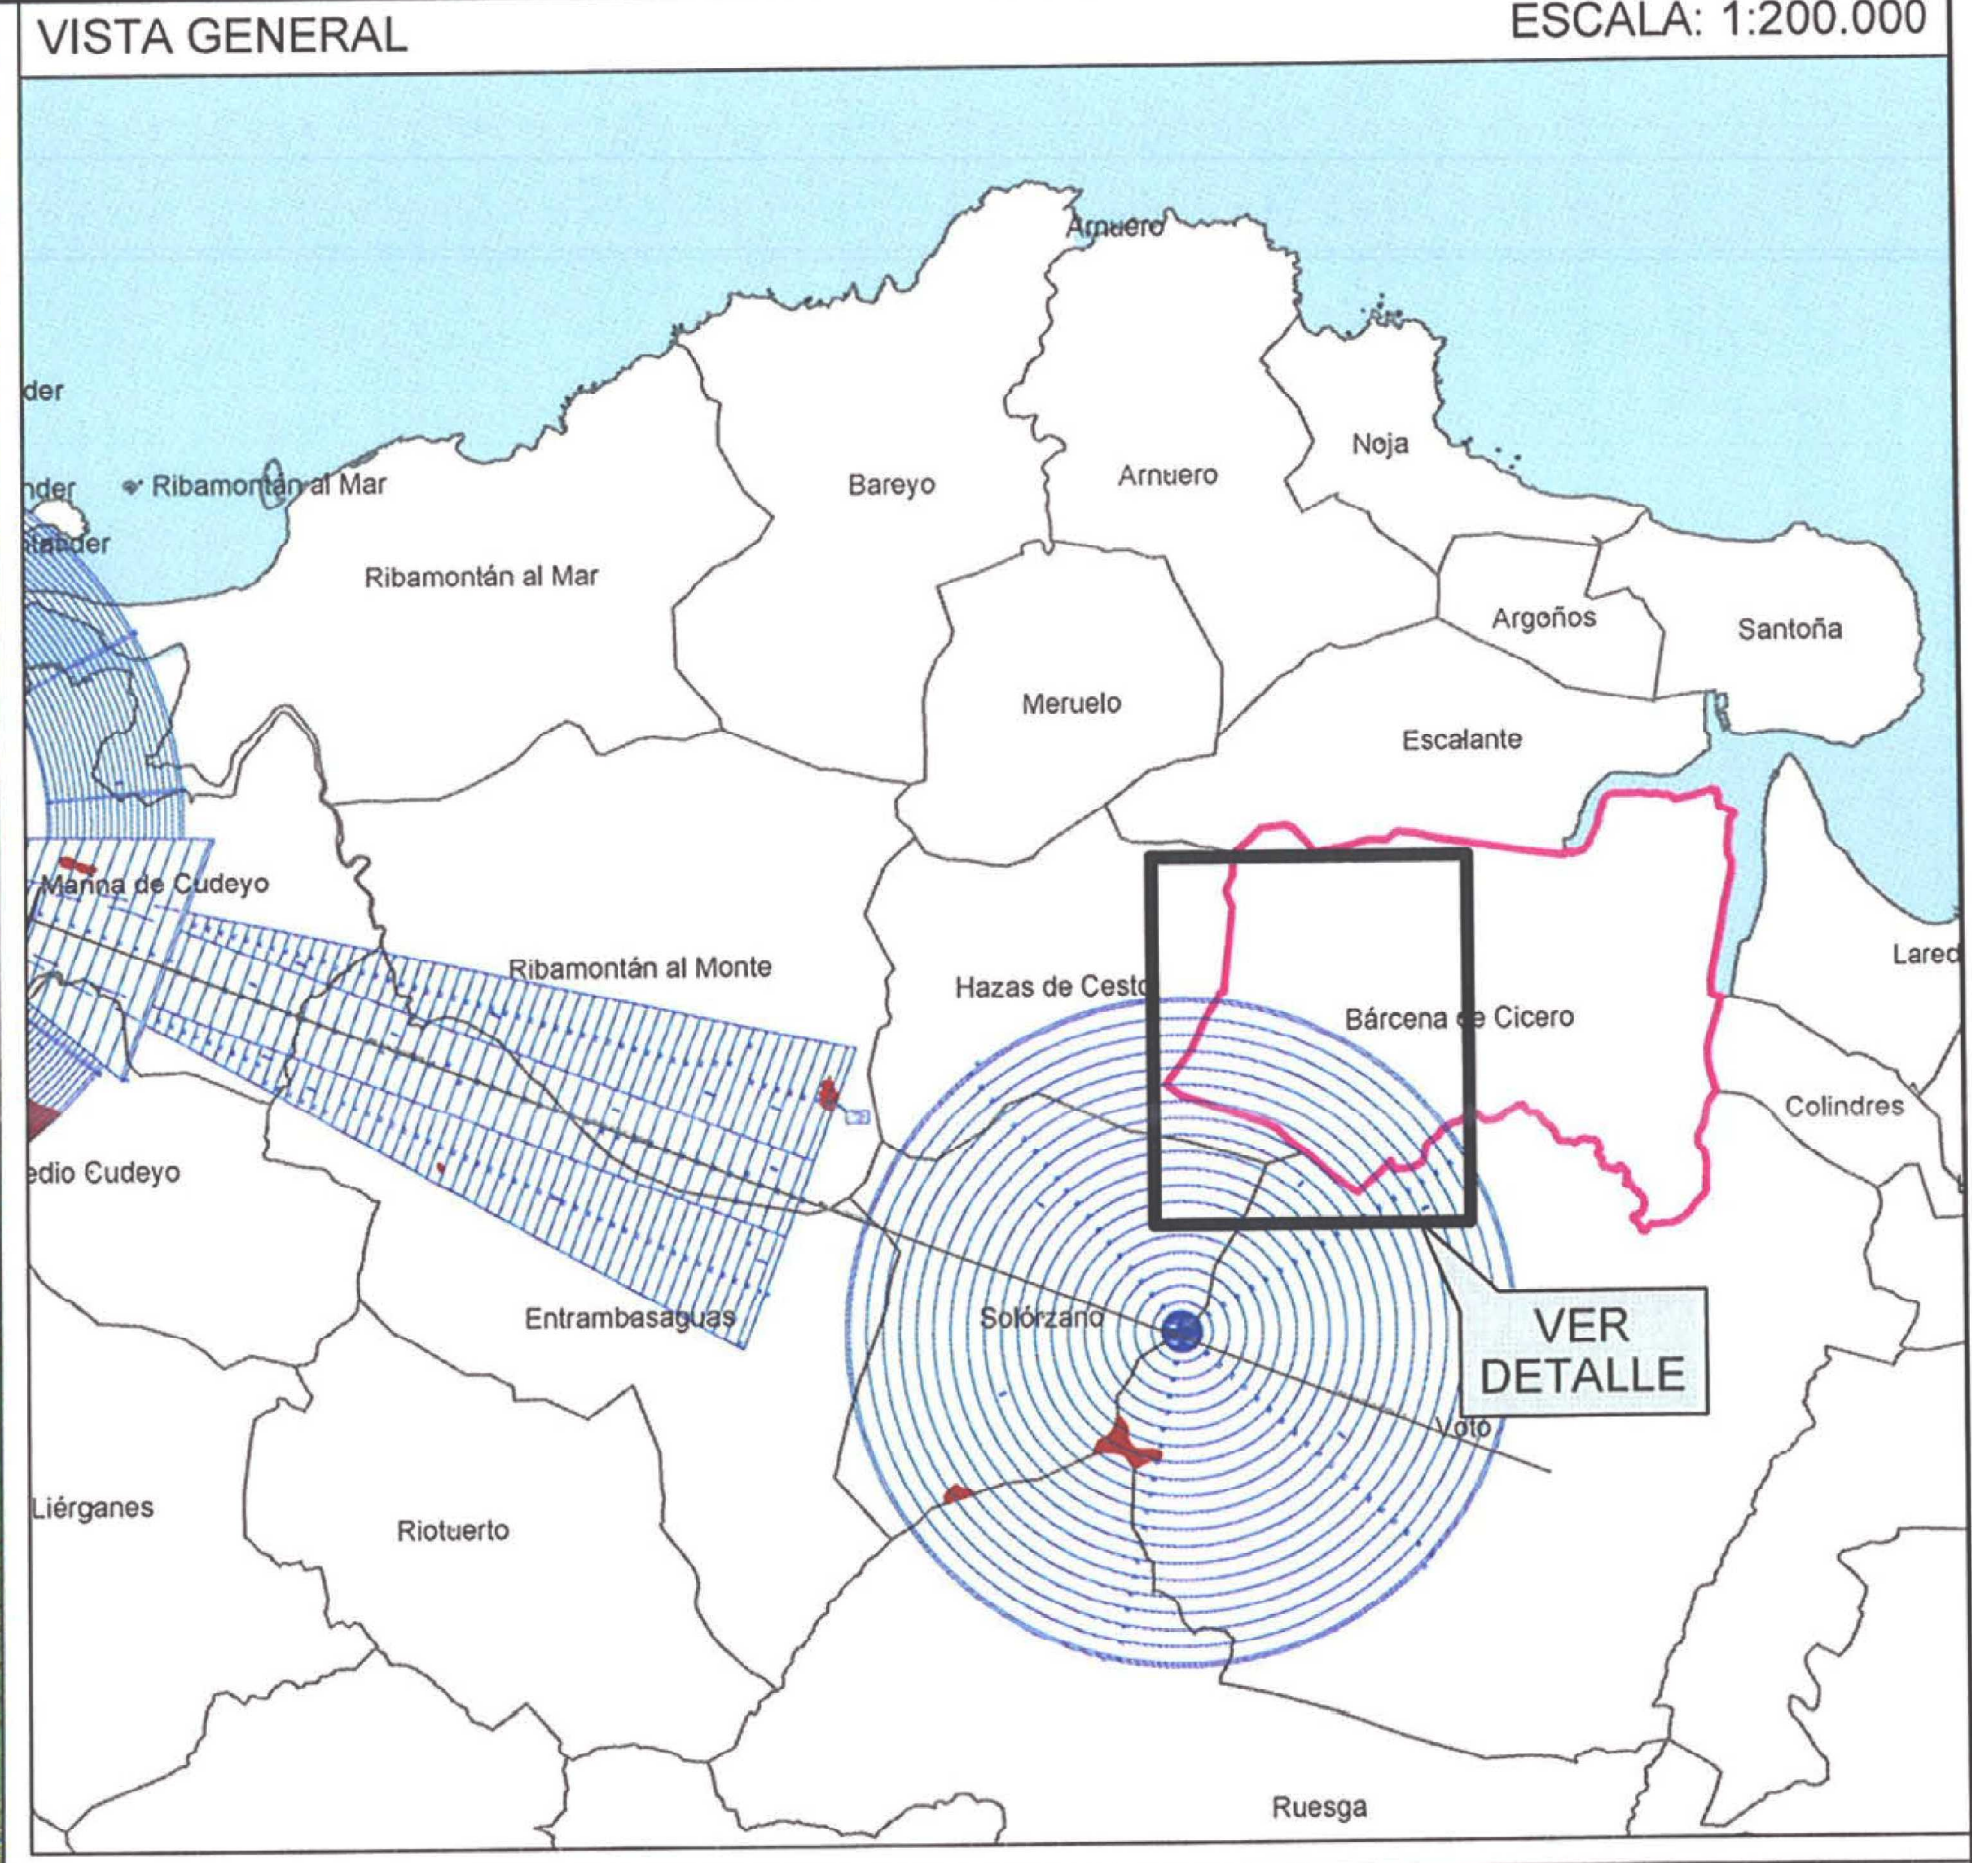 VISTA GENERAL
ESCALA: 1:200.000
Arnuero
der
Noja
nder
Ribamontán al Mar
Bareyo
Arnuero
Ribamontán al Mar
Argoños
Santoña
Meruelo
Escalante
Marina de Cudeyo
Ribamontán al Monte
Hazas de Cesto
Lared
Bárcena de Cicero
Colindres
edio Cudeyo
Entrambasaguas
Solórzano
VER
DETALLE
Voto
Liérganes
Riotuerto
Ruesga